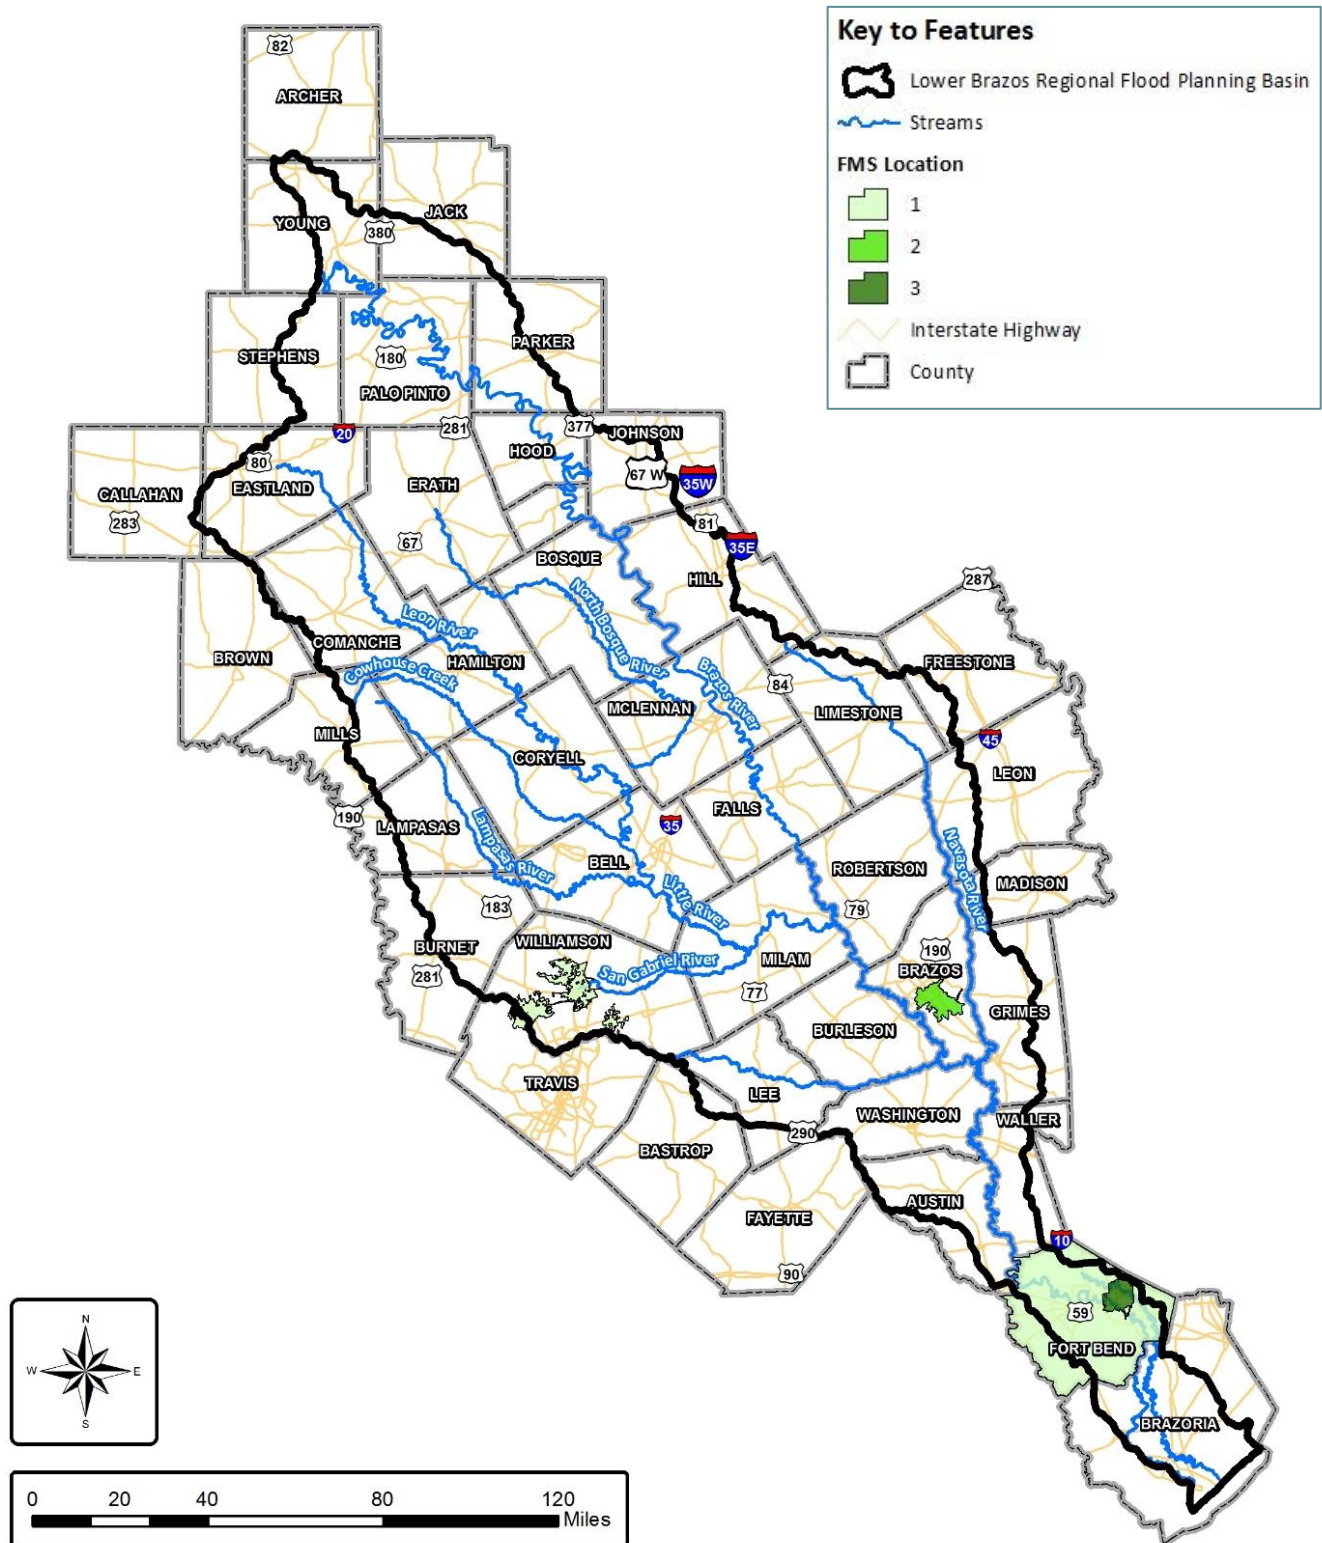 Key to Features
Lower Brazos Regional Flood Planning Basin
Streams
FMS Location
1
2
3
Interstate Highway
County
82
ARCHER
JACK
YOUNG
380
PARKER
STEPHENS
180
PALO PINTO
20
281
377
JOHNSON
HOOD
67 W
35W
80
EASTLAND
ERATH
CALLAHAN
283
81
35E
67
BOSQUE
HILL
287
North Bosque River
Leon River
COMANCHE
BROWN
HAMILTON
Cowhouse Creek
FREESTONE
Brazos River
84
MCLENNAN
LIMESTONE
MILLS
45
CORYELL
LEON
190
LAMPASAS
FALLS
35
Lampasas River
BELL
ROBERTSON
Navasota River
MADISON
Little River
183
79
BURNET
WILLIAMSON
190
281
San Gabriel River
MILAM
BRAZOS
77
GRIMES
BURLESON
TRAVIS
LEE
WASHINGTON
WALLER
290
BASTROP
AUSTIN
FAYETTE
10
90
59
FORT BEND
BRAZORIA
N
W
E
S
0 20 40 80 120
Miles